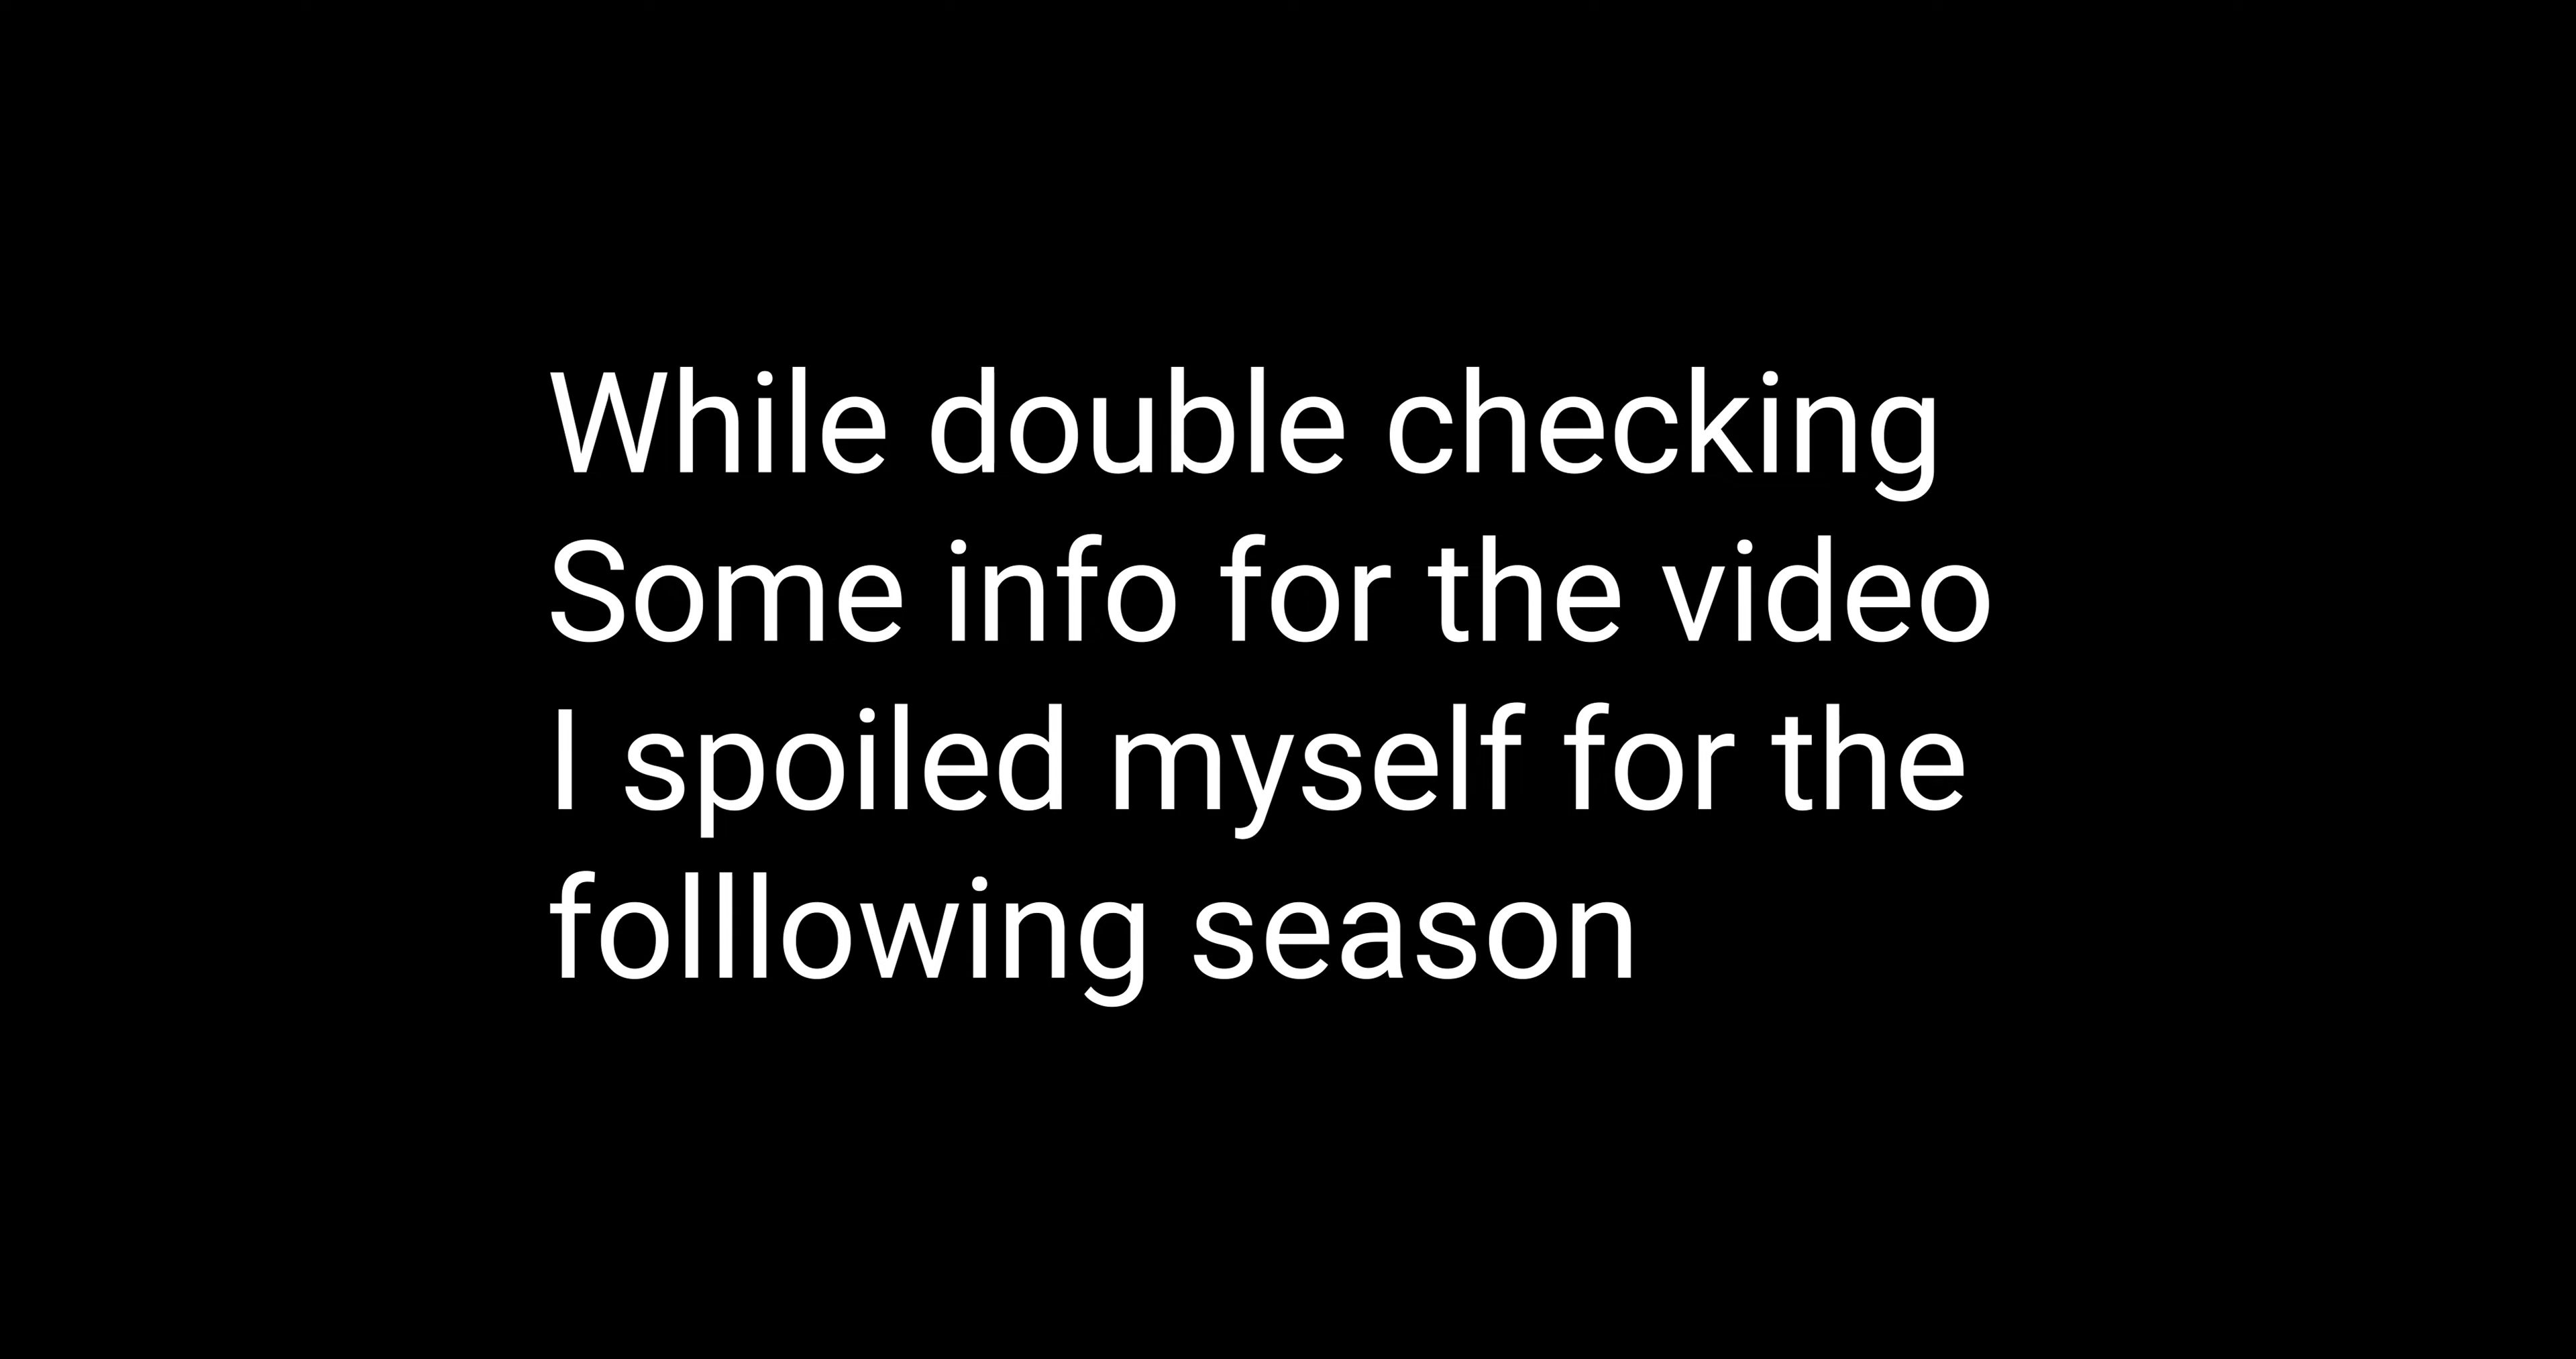 While double checking
Some info for the video
I spoiled myself for the
folllowing season